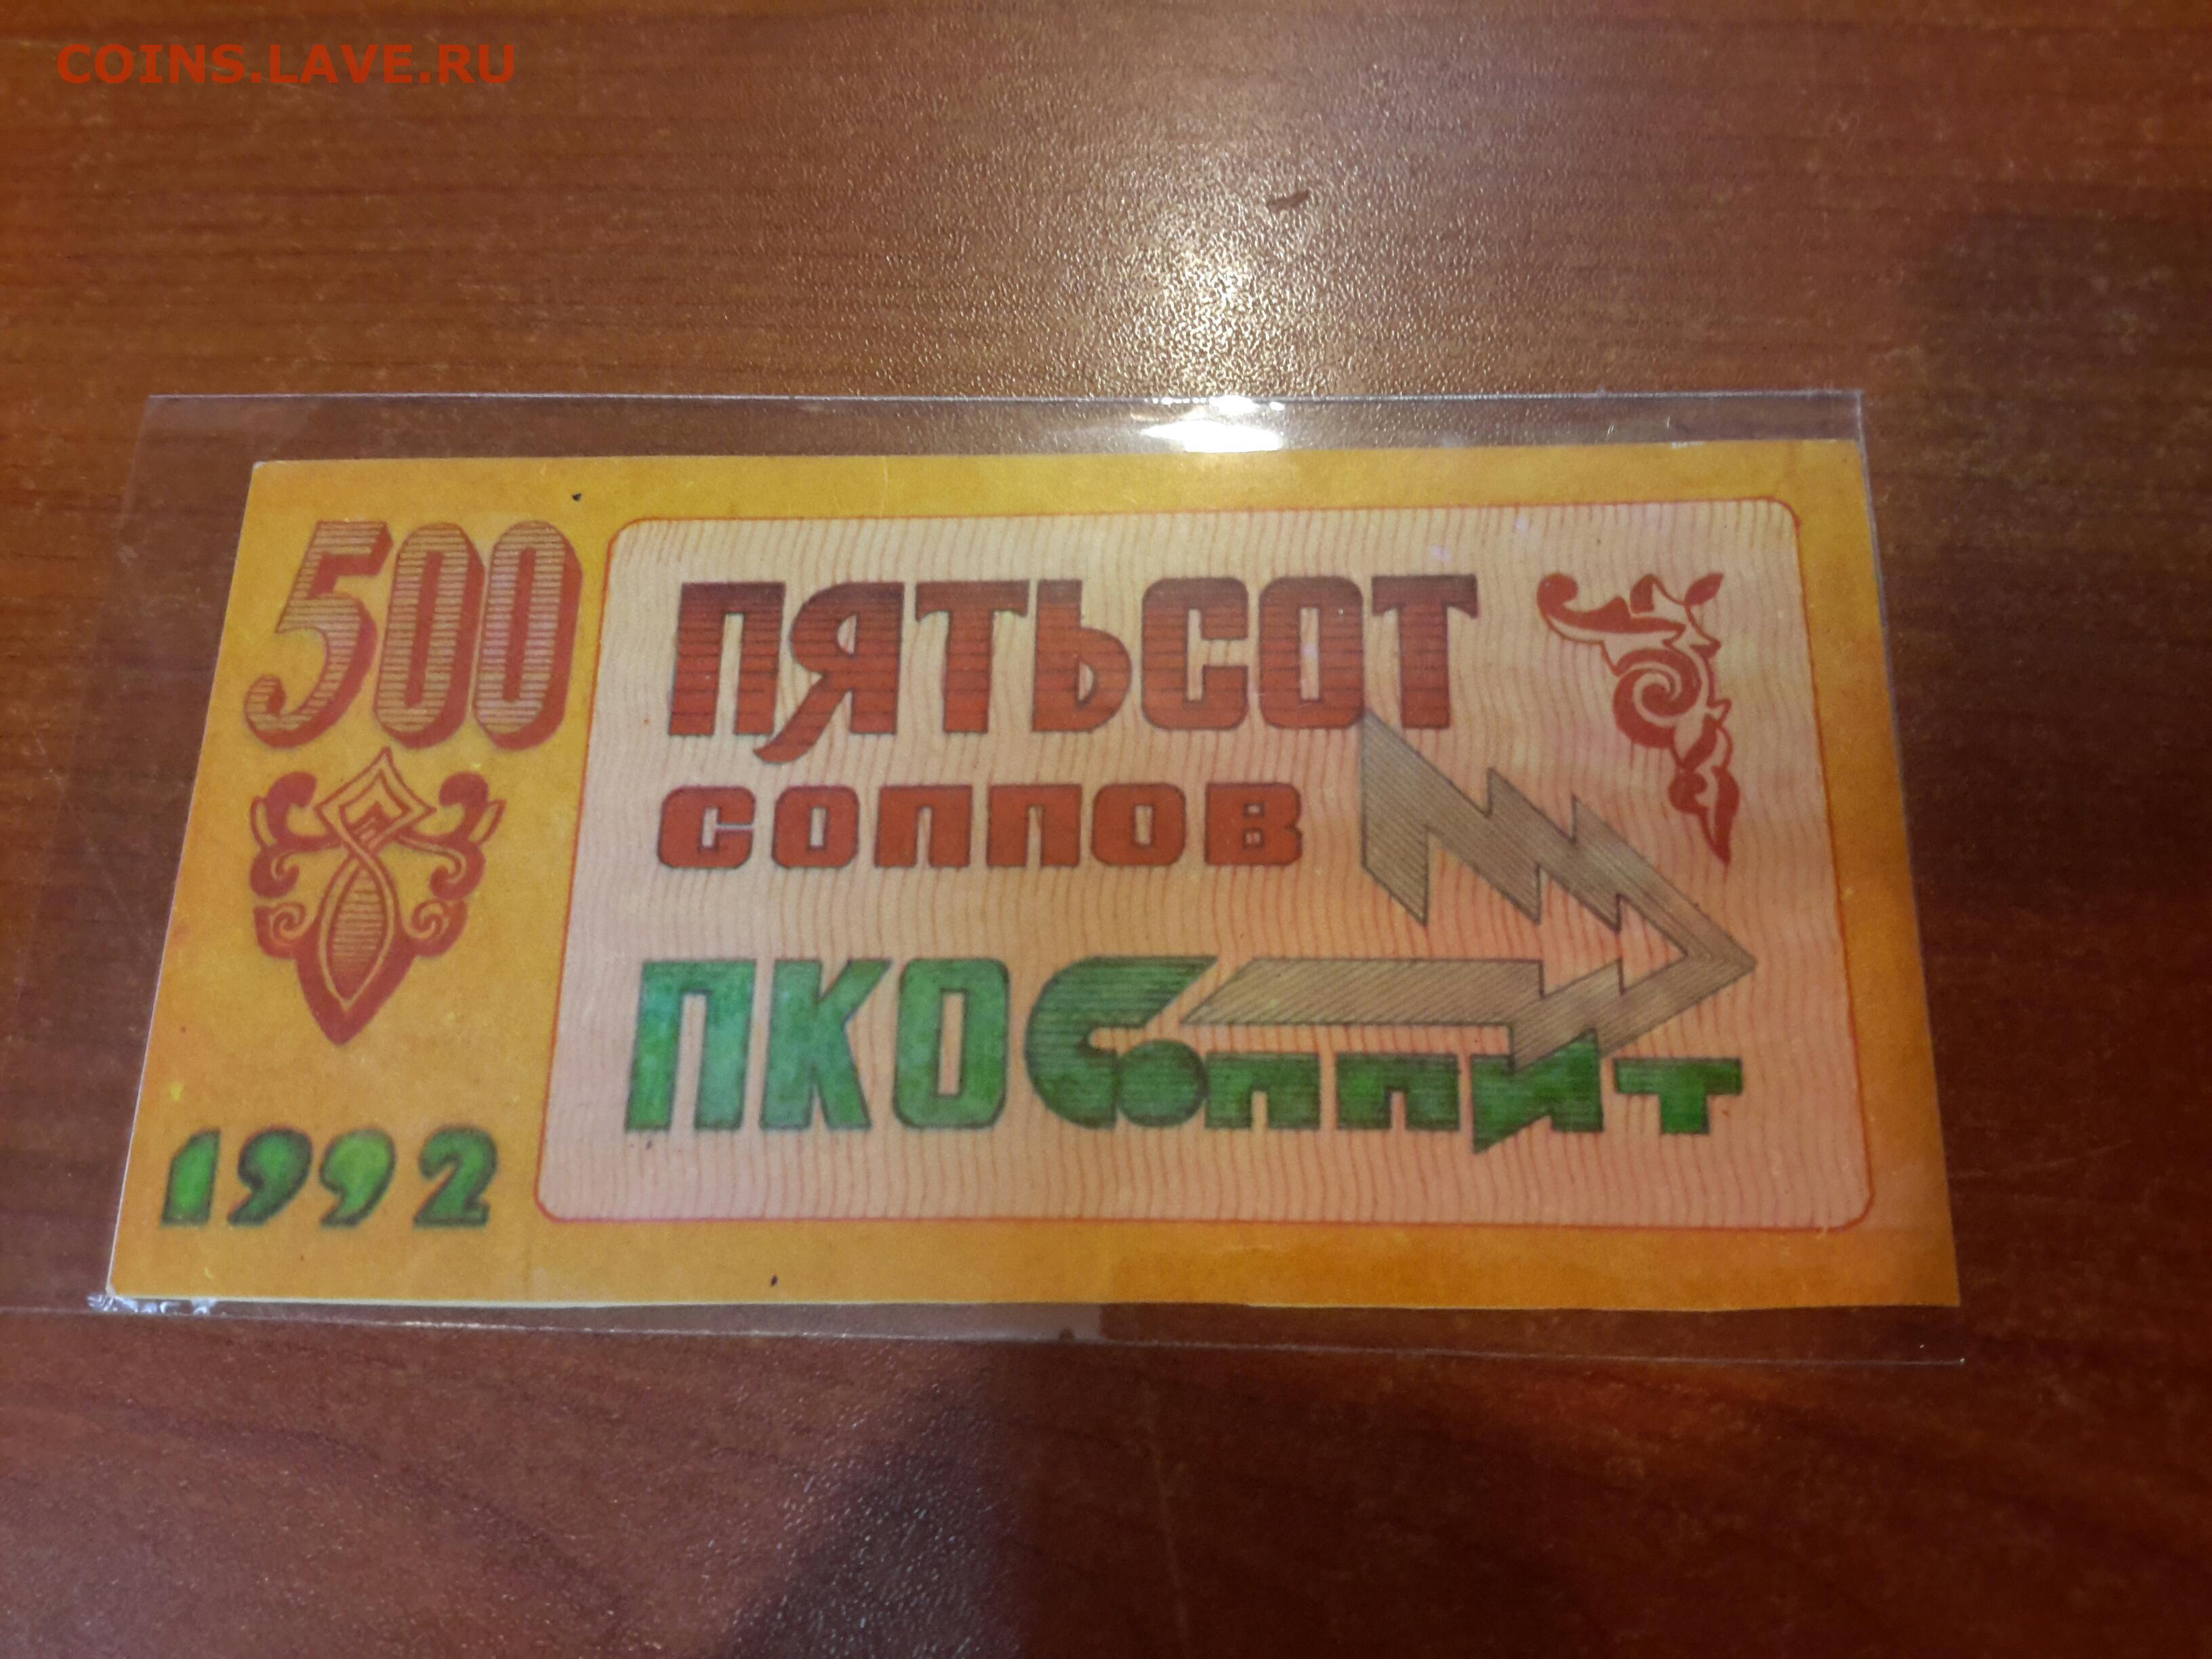 COINS.LAVE.RU
500
ПЯТЬСОТ
СОППОВ
ПКО Соппит
1992